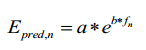 E_{pred,n} = a * e^{b*f_n}